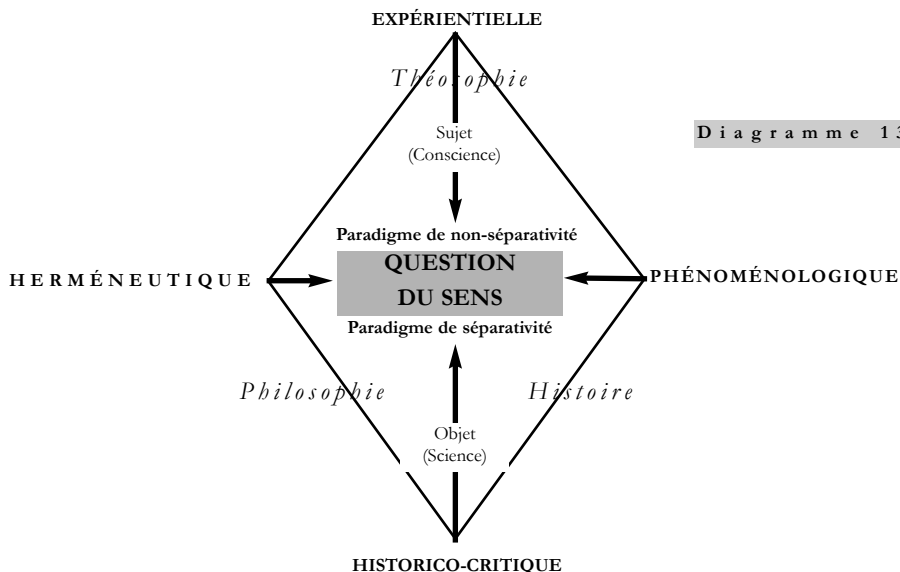 EXPÉRIENTIELLE
Théosophie
Diagramme 13
Sujet
(Conscience)
Paradigme de non-séparativité
HERMÉNEUTIQUE
QUESTION
DU SENS
PHÉNOMÉNOLOGIQUE
Paradigme de séparativité
Philosophie
Histoire
Objet
(Science)
HISTORICO-CRITIQUE